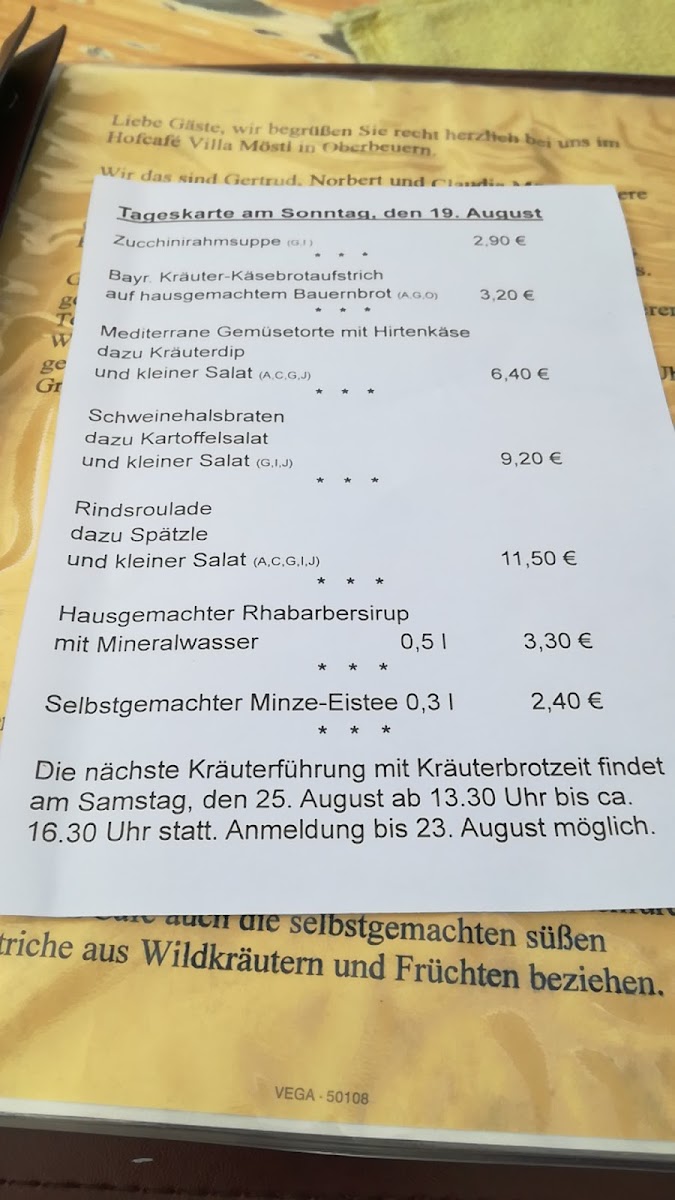 Liebe Gäste, wir begrüßen Sie recht herzlich bei uns im
Hofcafé Villa Möstl in Oberbeuern.
Wir das sind Gertrud, Norbert und Claudia
Tageskarte am Sonntag, den 19. August
Zucchinirahmsuppe (G,I) 2,90 €
* * *
Bayr. Kräuter-Käsebrotaufstrich
auf hausgemachtem Bauernbrot (A,G,O) 3,20 €
* * *
Mediterrane Gemüsetorte mit Hirtenkäse
dazu Kräuterdip
und kleiner Salat (A,C,G,J) 6,40 €
* * *
Schweinehalsbraten
dazu Kartoffelsalat
und kleiner Salat (G,I,J) 9,20 €
* * *
Rindsroulade
dazu Spätzle
und kleiner Salat (A,C,G,I,J) 11,50 €
* * *
Hausgemachter Rhabarbersirup
mit Mineralwasser 0,5 l 3,30 €
* * *
Selbstgemachter Minze-Eistee 0,3 l 2,40 €
* * *
Die nächste Kräuterführung mit Kräuterbrotzeit findet
am Samstag, den 25. August ab 13.30 Uhr bis ca.
16.30 Uhr statt. Anmeldung bis 23. August möglich.
auch die selbstgemachten süßen
triche aus Wildkräutern und Früchten beziehen.
VEGA - 50108